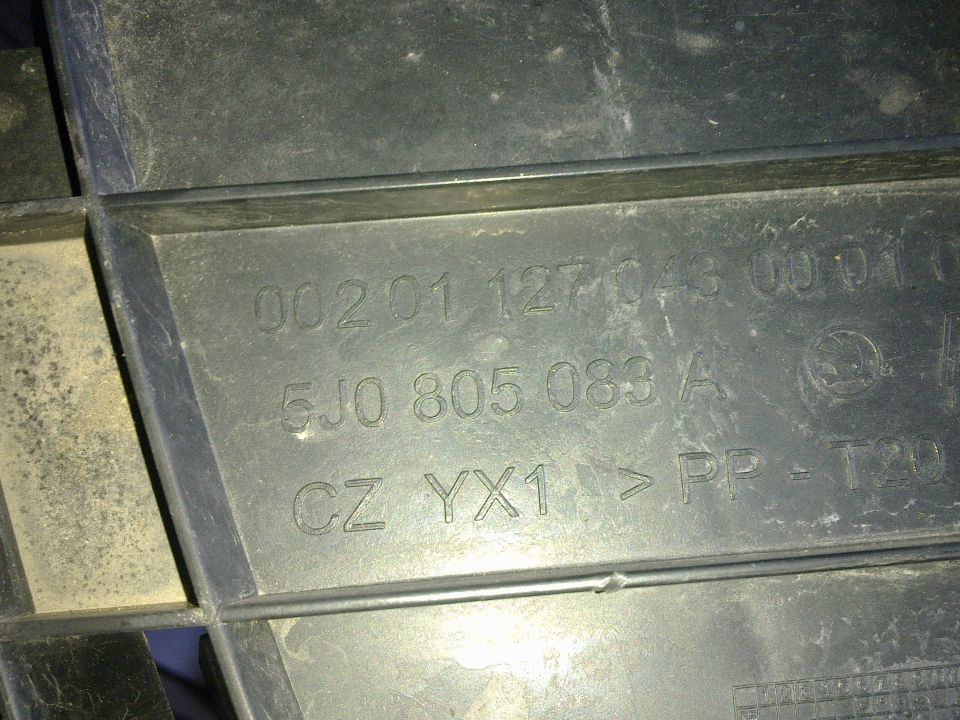 002 01 127 043 00 01
5J0 805 083 A
CZ YX1 > PP - T20